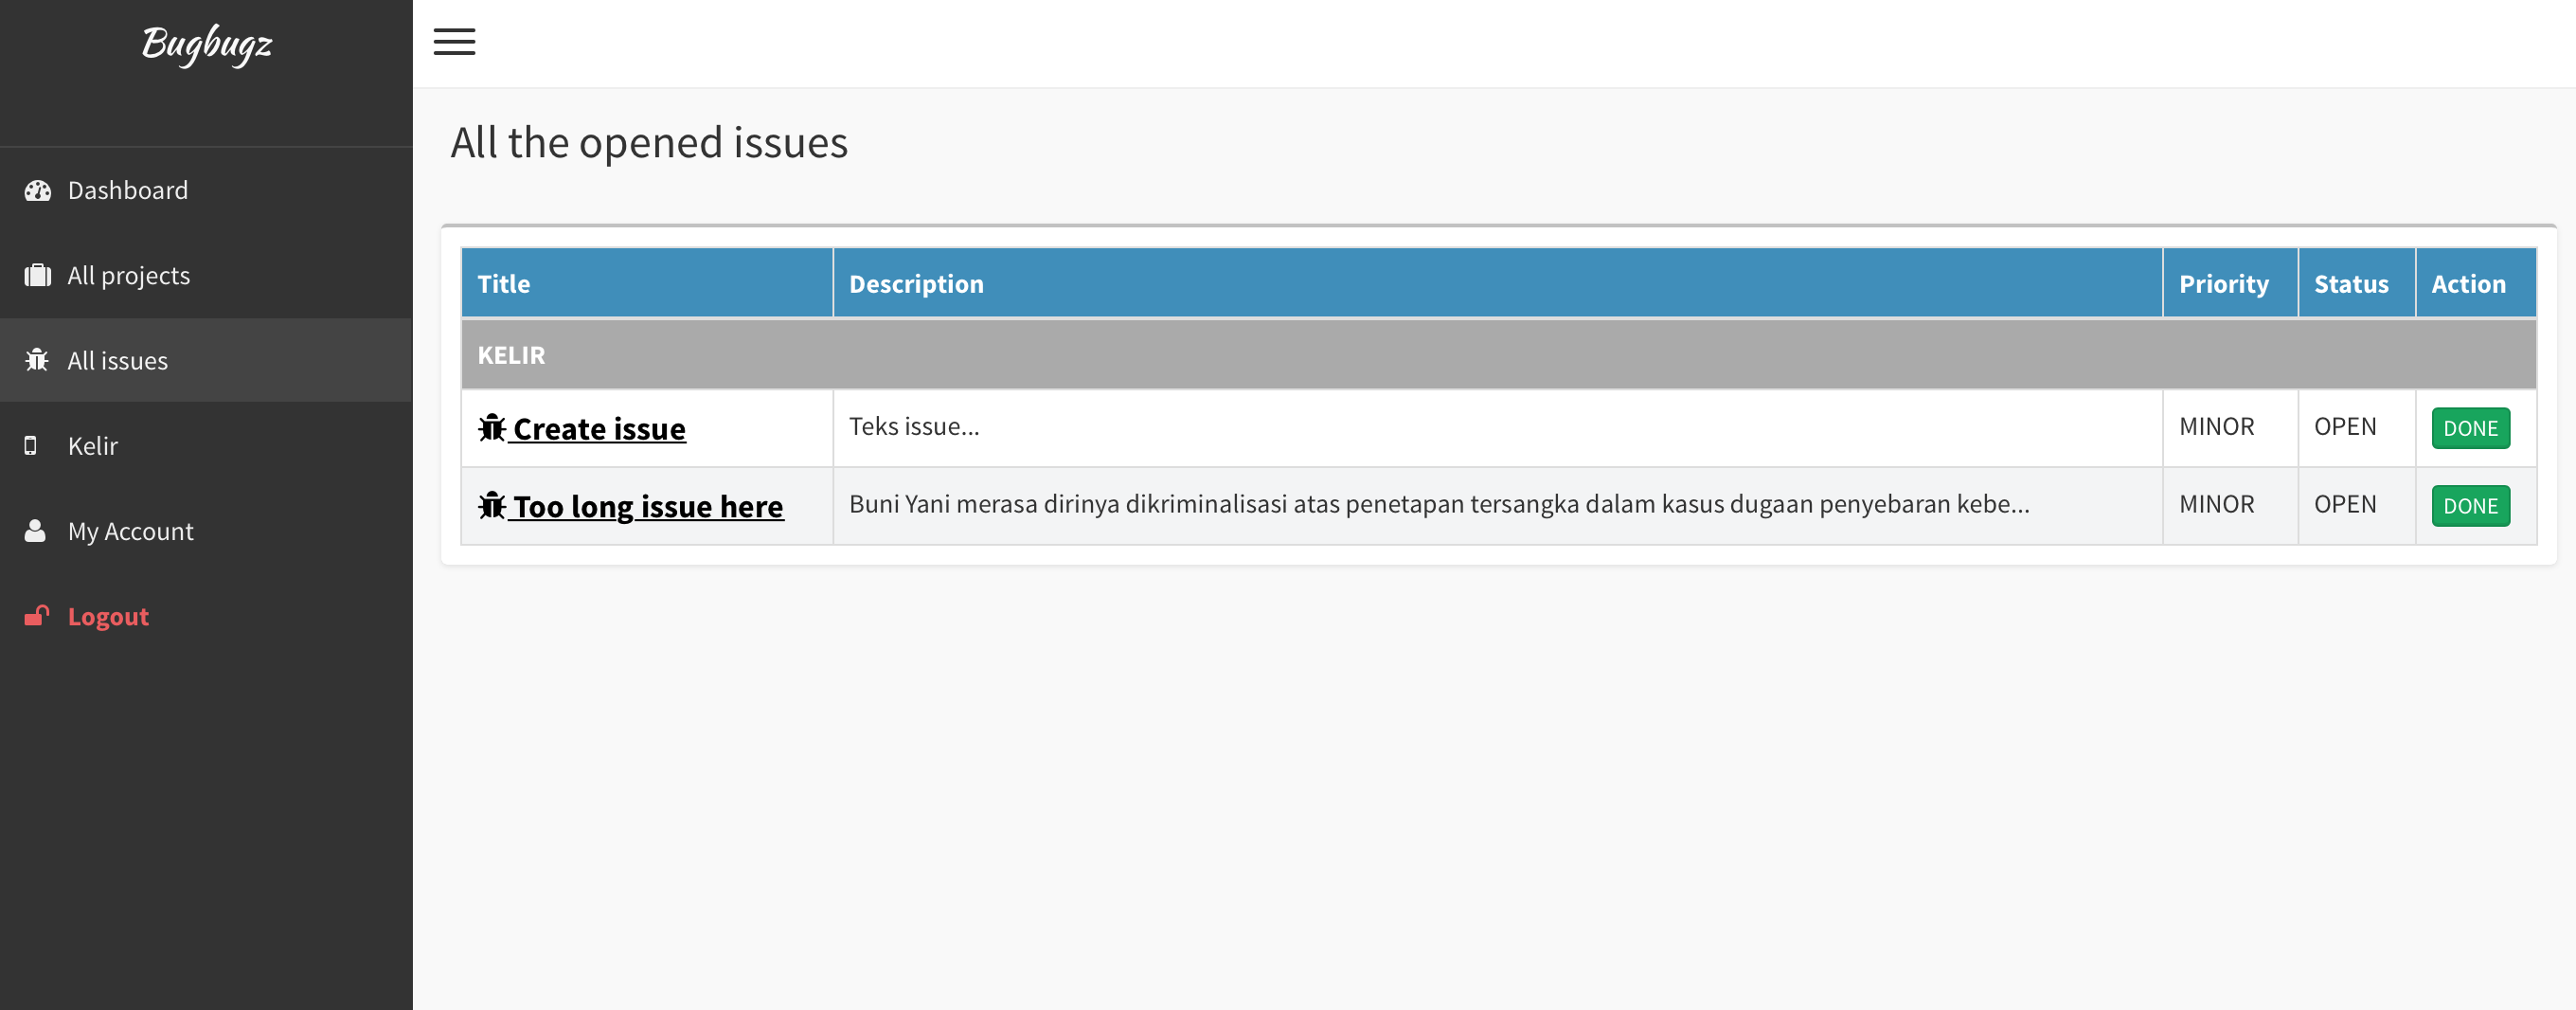 Bugbugz
Dashboard
All projects
All issues
Kelir
My Account
Logout
All the opened issues
Title Description Priority Status Action
KELIR
Create issue Teks issue... MINOR OPEN DONE
Too long issue here Buni Yani merasa dirinya dikriminalisasi atas penetapan tersangka dalam kasus dugaan penyebaran kebe... MINOR OPEN DONE